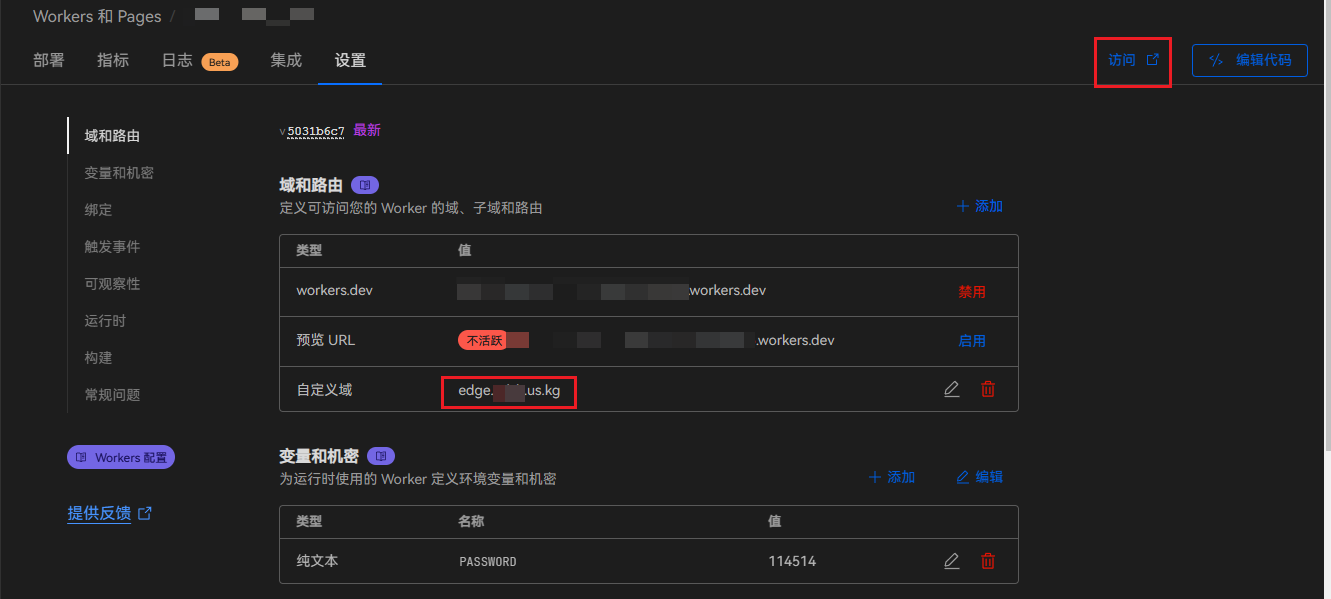 Workers 和 Pages /
部署 指标 日志 Beta 集成 设置 访问 编辑代码
域和路由
变量和机密
绑定
触发事件
可观察性
运行时
构建
常规问题
Workers 配置
提供反馈
v 5031b6c7 最新
域和路由
定义可访问您的 Worker 的域、子域和路由
添加
类型 值
workers.dev .workers.dev 禁用
预览 URL 不活跃 .workers.dev 启用
自定义域 edge. .us.kg
变量和机密
为运行时使用的 Worker 定义环境变量和机密
添加 编辑
类型 名称 值
纯文本 PASSWORD 114514